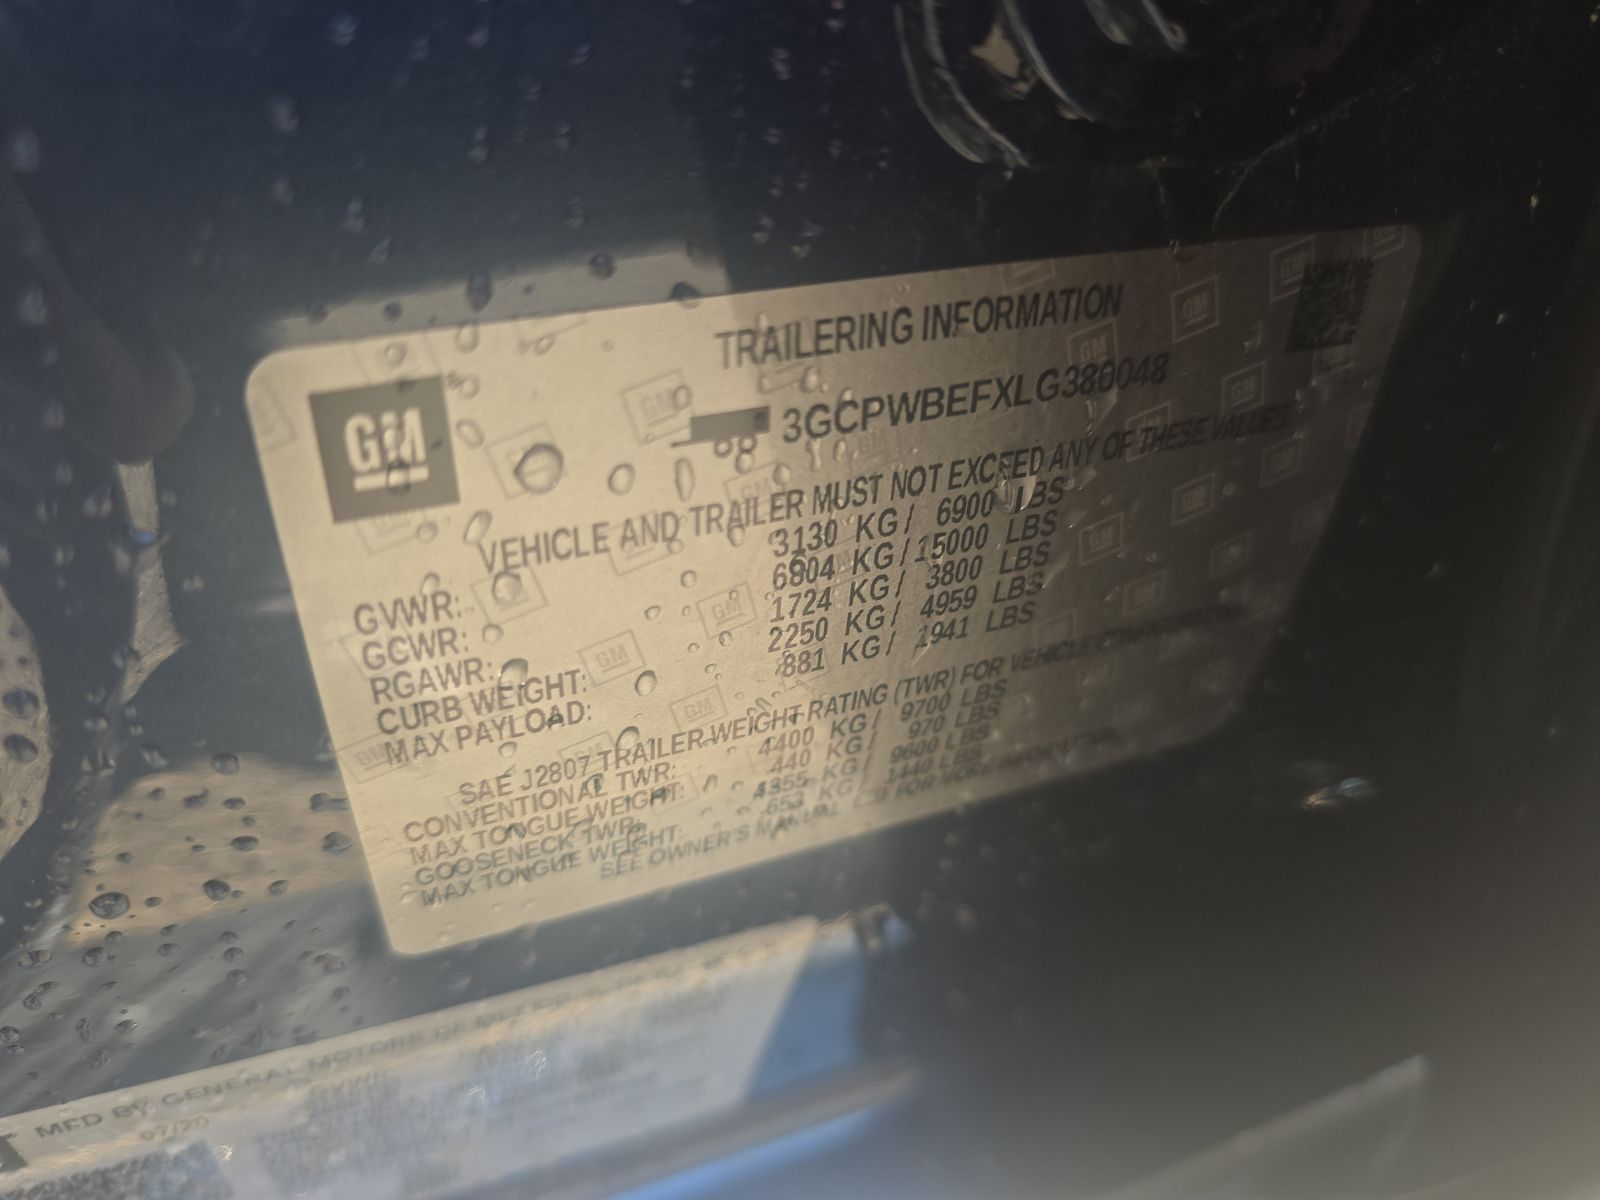 GM
TRAILERING INFORMATION
3GCPWBEFXLG380048
VEHICLE AND TRAILER MUST NOT EXCEED ANY OF THESE VALUES
GVWR: 3130 KG / 6900 LBS
GCWR: 6804 KG / 15000 LBS
RGAWR: 1724 KG / 3800 LBS
CURB WEIGHT: 2250 KG / 4959 LBS
MAX PAYLOAD: 881 KG / 1941 LBS
SAE J2807 TRAILER WEIGHT RATING (TWR) FOR VEHICLE
CONVENTIONAL TWR: 4400 KG / 9700 LBS
MAX TONGUE WEIGHT: 440 KG / 970 LBS
GOOSENECK TWR: 4355 KG / 9600 LBS
MAX TONGUE WEIGHT: 653 KG / 1440 LBS
SEE OWNER'S MANUAL FOR MORE INFORMATION
MFD BY GENERAL MOTORS DE MEXICO
07/20